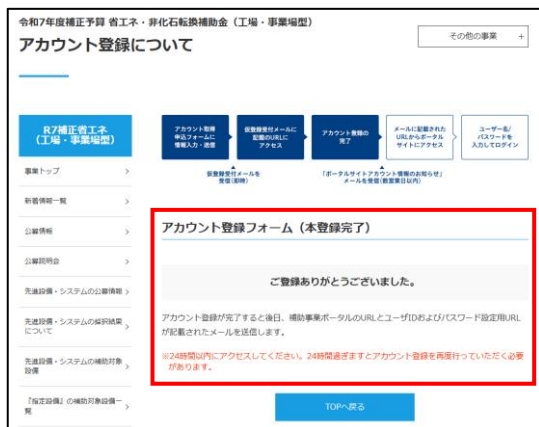 令和7年度補正予算 省エネ・非化石転換補助金（工場・事業場型）
アカウント登録について
その他の事業 +
R7補正省エネ
（工場・事業場型）
事業トップ
新着情報一覧
公募情報
公募説明会
先進設備・システムの公募情報
先進設備・システムの採択結果
について
先進設備・システムの補助対象
設備
「指定設備」の補助対象設備一
覧
アカウント取得
申込フォームに
情報入力・送信
仮登録受付メールに
記載のURLに
アクセス
アカウント登録の
完了
メールに記載された
URLからポータル
サイトにアクセス
ユーザー名/
パスワードを
入力してログイン
仮登録受付メールを
受信(即時)
「ポータルサイトアカウント情報のお知らせ」
メールを受信(数営業日以内)
アカウント登録フォーム（本登録完了）
ご登録ありがとうございました。
アカウント登録が完了すると後日、補助事業ポータルのURLとユーザIDおよびパスワード設定用URL
が記載されたメールを送信します。
※24時間以内にアクセスしてください。24時間過ぎますとアカウント登録を再度行っていただく必要
があります。
TOPへ戻る